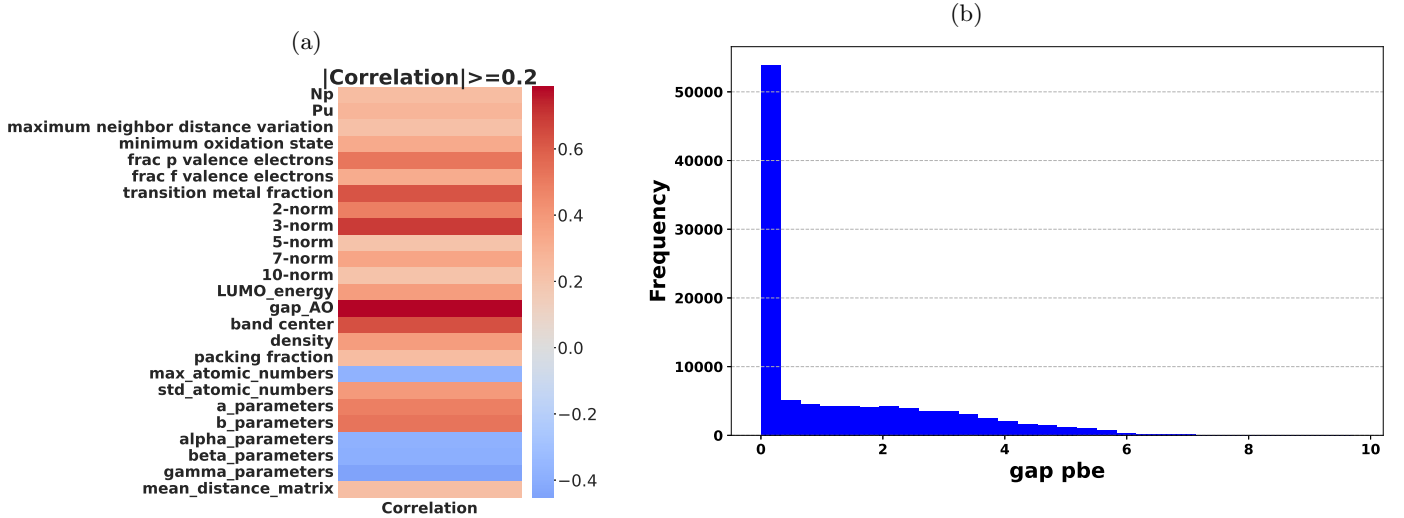 (a)
|Correlation|>=0.2
Np
Pu
maximum neighbor distance variation
minimum oxidation state
frac p valence electrons
frac f valence electrons
transition metal fraction
2-norm
3-norm
5-norm
7-norm
10-norm
LUMO_energy
gap_AO
band center
density
packing fraction
max_atomic_numbers
std_atomic_numbers
a_parameters
b_parameters
alpha_parameters
beta_parameters
gamma_parameters
mean_distance_matrix
Correlation
0.6
0.4
0.2
0.0
−0.2
−0.4
(b)
Frequency
50000
40000
30000
20000
10000
0
0 2 4 6 8 10
gap pbe